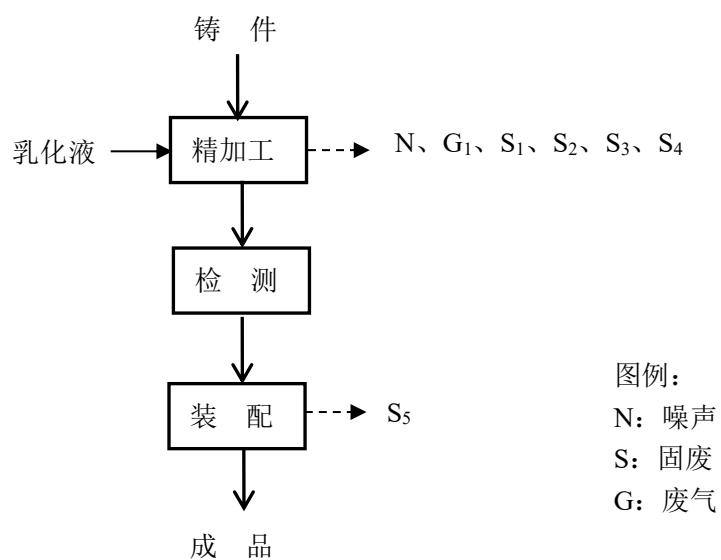 铸 件
乳化液
精加工
N、G₁、S₁、S₂、S₃、S₄
检 测
装 配
S₅
成 品
图例：
N：噪声
S：固废
G：废气